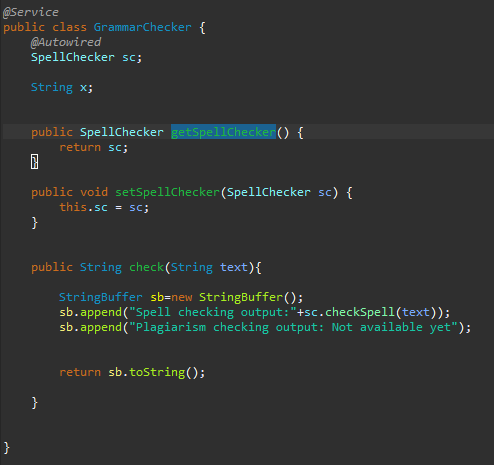 @Service
public class GrammarChecker {
@Autowired
SpellChecker sc;
String x;
public SpellChecker getSpellChecker() {
return sc;
}
public void setSpellChecker(SpellChecker sc) {
this.sc = sc;
}
public String check(String text){
StringBuffer sb=new StringBuffer();
sb.append("Spell checking output:"+sc.checkSpell(text));
sb.append("Plagiarism checking output: Not available yet");
return sb.toString();
}
}